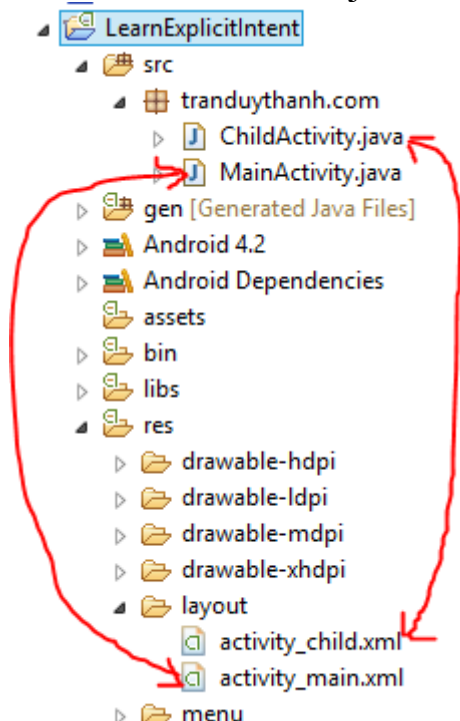 LearnExplicitIntent
src
tranduythanh.com
ChildActivity.java
MainActivity.java
gen [Generated Java Files]
Android 4.2
Android Dependencies
assets
bin
libs
res
drawable-hdpi
drawable-ldpi
drawable-mdpi
drawable-xhdpi
layout
activity_child.xml
activity_main.xml
menu